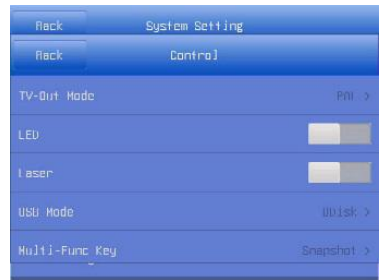 Back System Setting
Back Control
TV-Out Mode PAL >
LED
Laser
USB Mode UDisk >
Multi-Func Key Snapshot >